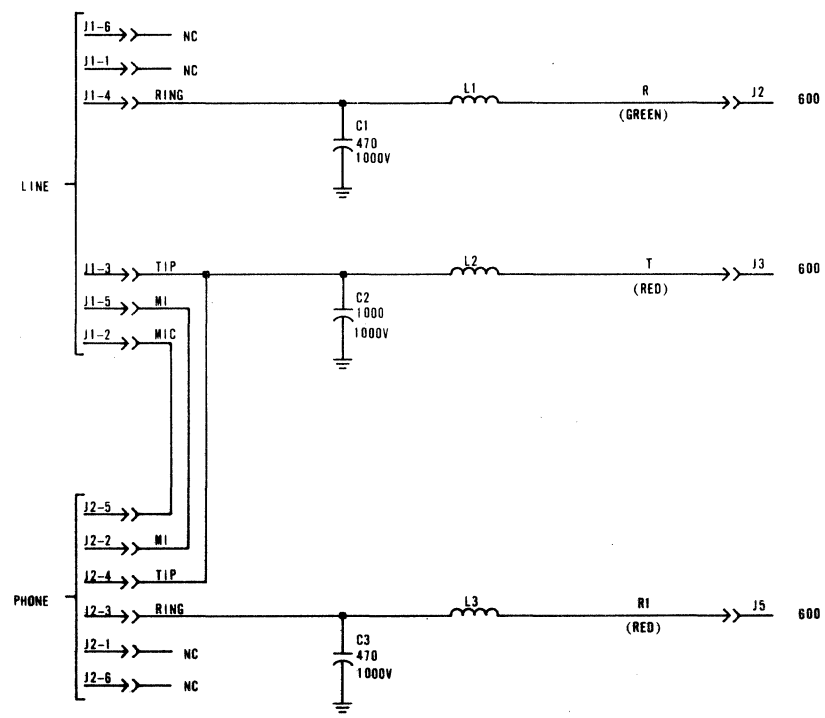 J1-6 NC
J1-1 NC
J1-4 RING L1 R J2 600
(GREEN)
C1
470
1000V
LINE
J1-3 TIP L2 T J3 600
(RED)
J1-5 MI
C2
1000
1000V
J1-2 MIC
J2-5
J2-2 MI
J2-4 TIP
PHONE
J2-3 RING L3 R1 J5 600
(RED)
C3
470
1000V
J2-1 NC
J2-6 NC